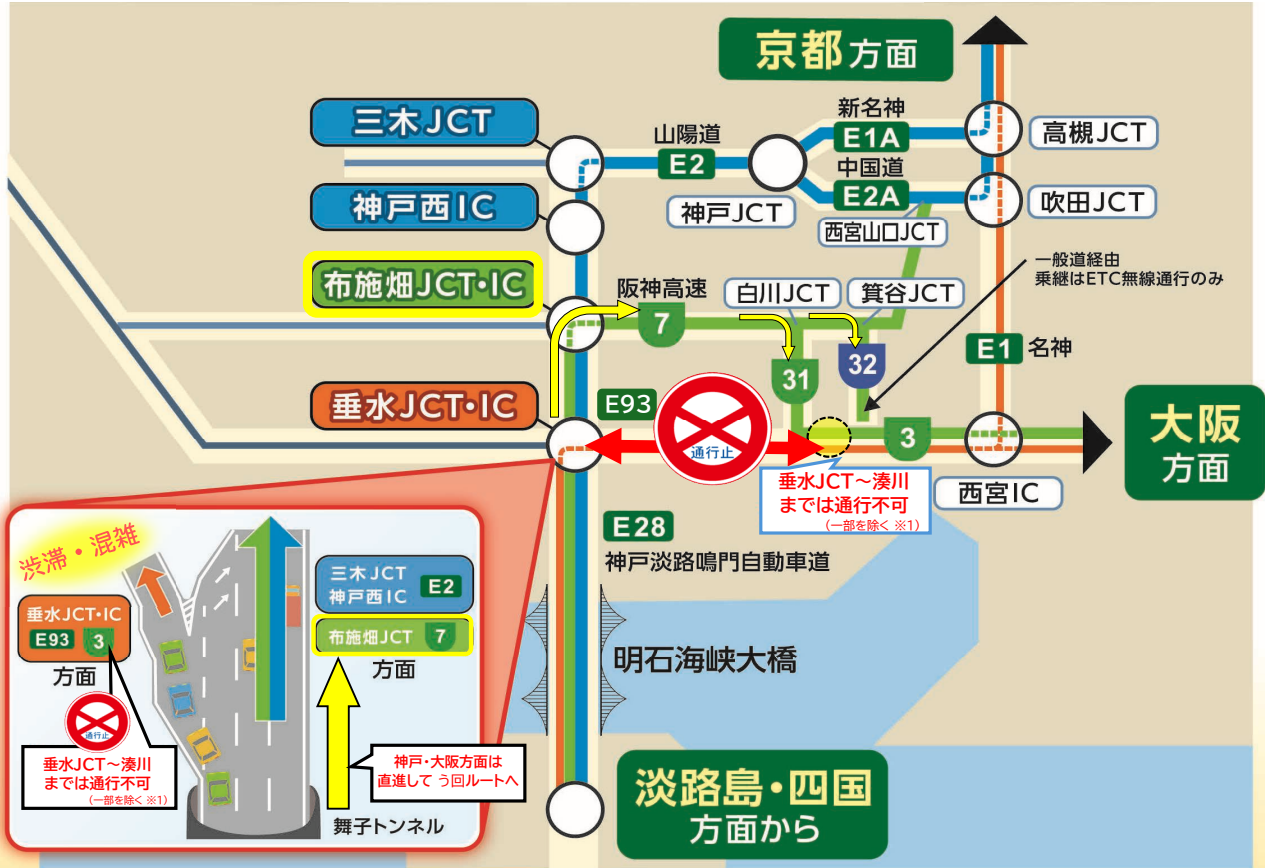 京都方面
三木JCT
山陽道
E2
新名神
E1A
中国道
E2A
高槻JCT
神戸西IC
神戸JCT
吹田JCT
西宮山口JCT
一般道経由
乗継はETC無線通行のみ
布施畑JCT・IC
阪神高速
7
白川JCT
箕谷JCT
31
32
E1 名神
垂水JCT・IC
E93
通行止
3
大阪
方面
垂水JCT～湊川
までは通行不可
(一部を除く ※1)
西宮IC
E28
神戸淡路鳴門自動車道
明石海峡大橋
淡路島・四国
方面から
渋滞・混雑
垂水JCT・IC
E93 3
方面
通行止
垂水JCT～湊川
までは通行不可
(一部を除く ※1)
三木JCT
神戸西IC
E2
布施畑JCT 7
方面
神戸・大阪方面は
直進して う回ルートへ
舞子トンネル